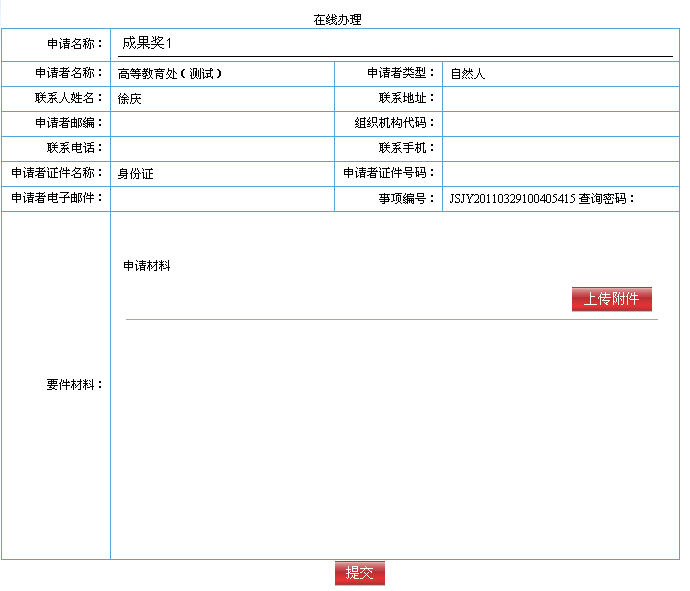 在线办理
申请名称： 成果奖1
申请者名称： 高等教育处（测试） 申请者类型： 自然人
联系人姓名： 徐庆 联系地址：
申请者邮编： 组织机构代码：
联系电话： 联系手机：
申请者证件名称： 身份证 申请者证件号码：
申请者电子邮件： 事项编号： JSJY20110329100405415 查询密码：
申请材料
上传附件
要件材料：
提交